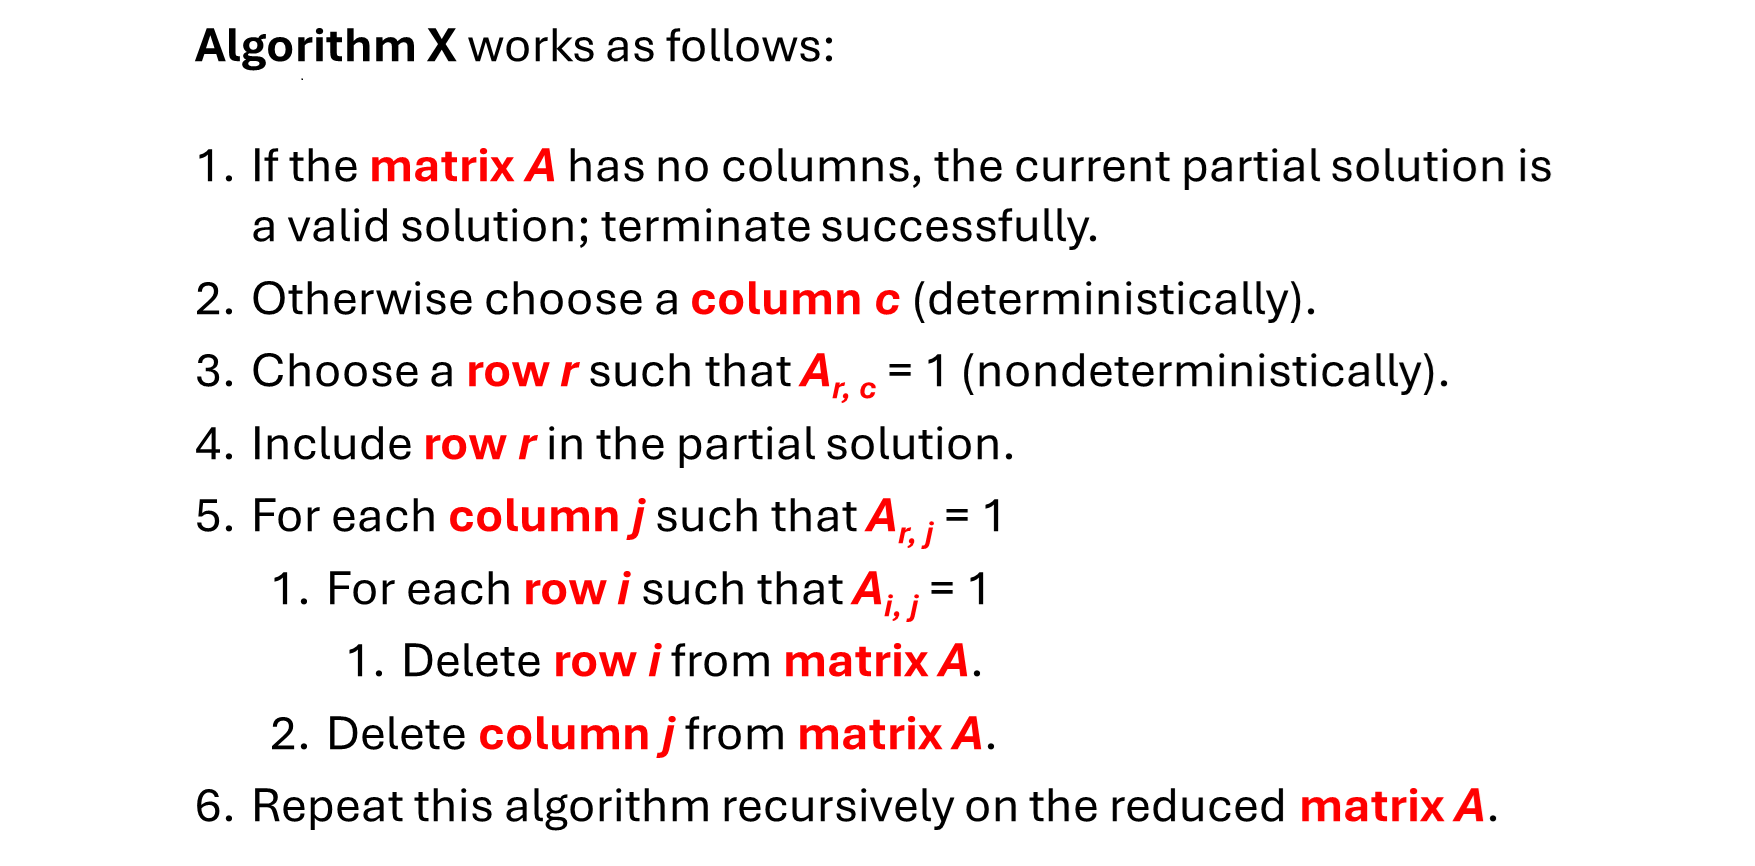 Algorithm X works as follows:
1. If the matrix A has no columns, the current partial solution is
a valid solution; terminate successfully.
2. Otherwise choose a column c (deterministically).
3. Choose a row r such that A r, c = 1 (nondeterministically).
4. Include row r in the partial solution.
5. For each column j such that A r, j = 1
1. For each row i such that A i, j = 1
1. Delete row i from matrix A.
2. Delete column j from matrix A.
6. Repeat this algorithm recursively on the reduced matrix A.